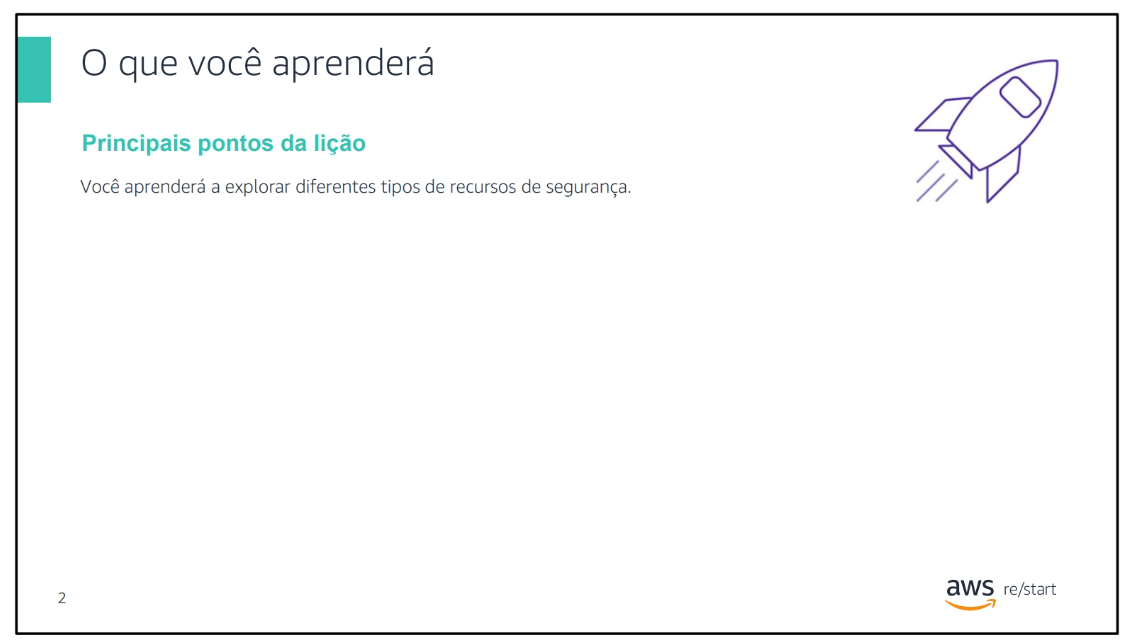 O que você aprenderá
Principais pontos da lição
Você aprenderá a explorar diferentes tipos de recursos de segurança.
2
aws re/start